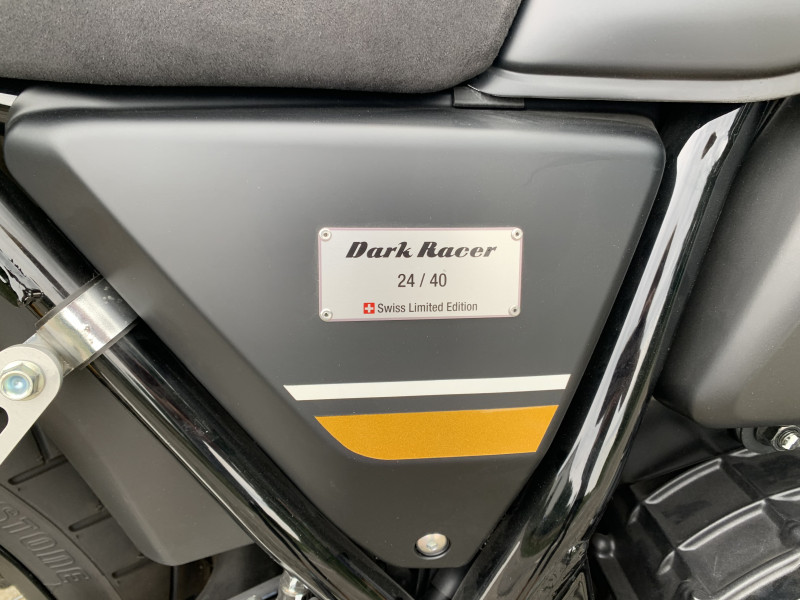 Dark Racer
24 / 40
Swiss Limited Edition